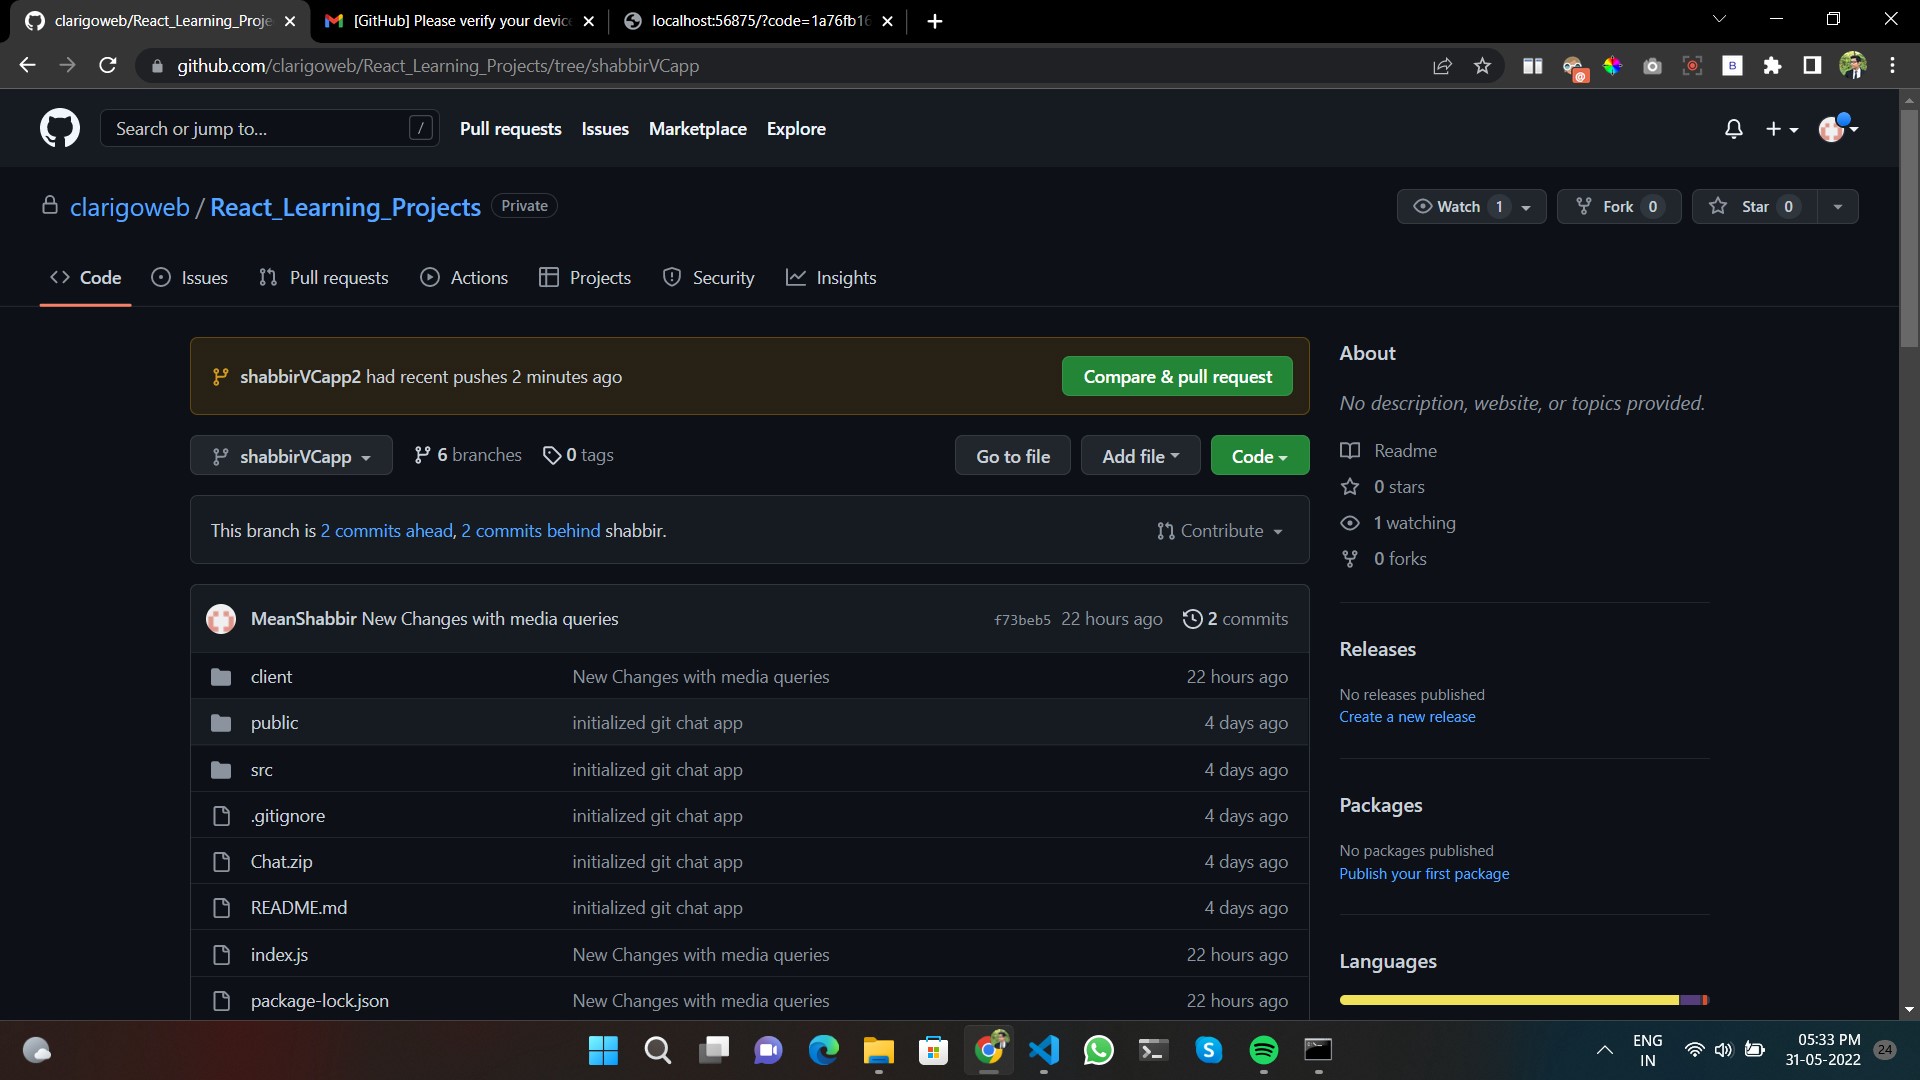 clarigoweb/React_Learning_Proje
[GitHub] Please verify your device
localhost:56875/?code=1a76fb16
github.com/clarigoweb/React_Learning_Projects/tree/shabbirVCapp
Search or jump to... /
Pull requests Issues Marketplace Explore
clarigoweb / React_Learning_Projects Private
Watch 1 Fork 0 Star 0
Code Issues Pull requests Actions Projects Security Insights
shabbirVCapp2 had recent pushes 2 minutes ago
Compare & pull request
shabbirVCapp 6 branches 0 tags
Go to file Add file Code
This branch is 2 commits ahead, 2 commits behind shabbir.
Contribute
MeanShabbir New Changes with media queries f73beb5 22 hours ago 2 commits
client New Changes with media queries 22 hours ago
public initialized git chat app 4 days ago
src initialized git chat app 4 days ago
.gitignore initialized git chat app 4 days ago
Chat.zip initialized git chat app 4 days ago
README.md initialized git chat app 4 days ago
index.js New Changes with media queries 22 hours ago
package-lock.json New Changes with media queries 22 hours ago
About
No description, website, or topics provided.
Readme
0 stars
1 watching
0 forks
Releases
No releases published
Create a new release
Packages
No packages published
Publish your first package
Languages
ENG
IN
05:33 PM
31-05-2022
24